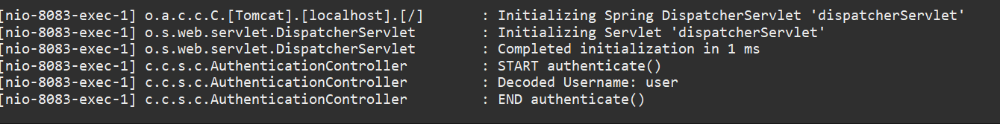 [nio-8083-exec-1] o.a.c.c.C.[Tomcat].[localhost].[/]       : Initializing Spring DispatcherServlet 'dispatcherServlet'
[nio-8083-exec-1] o.s.web.servlet.DispatcherServlet        : Initializing Servlet 'dispatcherServlet'
[nio-8083-exec-1] o.s.web.servlet.DispatcherServlet        : Completed initialization in 1 ms
[nio-8083-exec-1] c.c.s.c.AuthenticationController         : START authenticate()
[nio-8083-exec-1] c.c.s.c.AuthenticationController         : Decoded Username: user
[nio-8083-exec-1] c.c.s.c.AuthenticationController         : END authenticate()